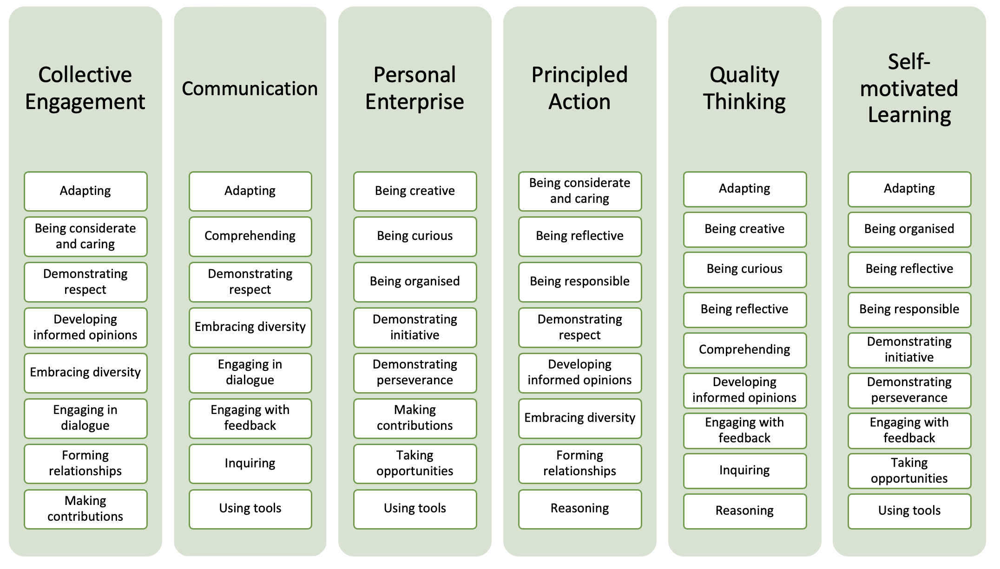 Collective
Engagement
Adapting
Being considerate
and caring
Demonstrating
respect
Developing
informed opinions
Embracing diversity
Engaging in
dialogue
Forming
relationships
Making
contributions
Communication
Adapting
Comprehending
Demonstrating
respect
Embracing diversity
Engaging in
dialogue
Engaging with
feedback
Inquiring
Using tools
Personal
Enterprise
Being creative
Being curious
Being organised
Demonstrating
initiative
Demonstrating
perseverance
Making
contributions
Taking
opportunities
Using tools
Principled
Action
Being considerate
and caring
Being reflective
Being responsible
Demonstrating
respect
Developing
informed opinions
Embracing diversity
Forming
relationships
Reasoning
Quality
Thinking
Adapting
Being creative
Being curious
Being reflective
Comprehending
Developing
informed opinions
Engaging with
feedback
Inquiring
Reasoning
Self-
motivated
Learning
Adapting
Being organised
Being reflective
Being responsible
Demonstrating
initiative
Demonstrating
perseverance
Engaging with
feedback
Taking
opportunities
Using tools